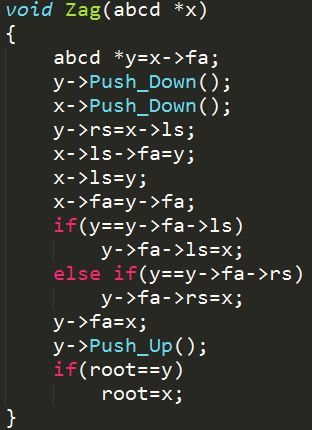 void Zag(abcd *x)
{
    abcd *y=x->fa;
    y->Push_Down();
    x->Push_Down();
    y->rs=x->ls;
    x->ls->fa=y;
    x->ls=y;
    x->fa=y->fa;
    if(y==y->fa->ls)
        y->fa->ls=x;
    else if(y==y->fa->rs)
        y->fa->rs=x;
    y->fa=x;
    y->Push_Up();
    if(root==y)
        root=x;
}